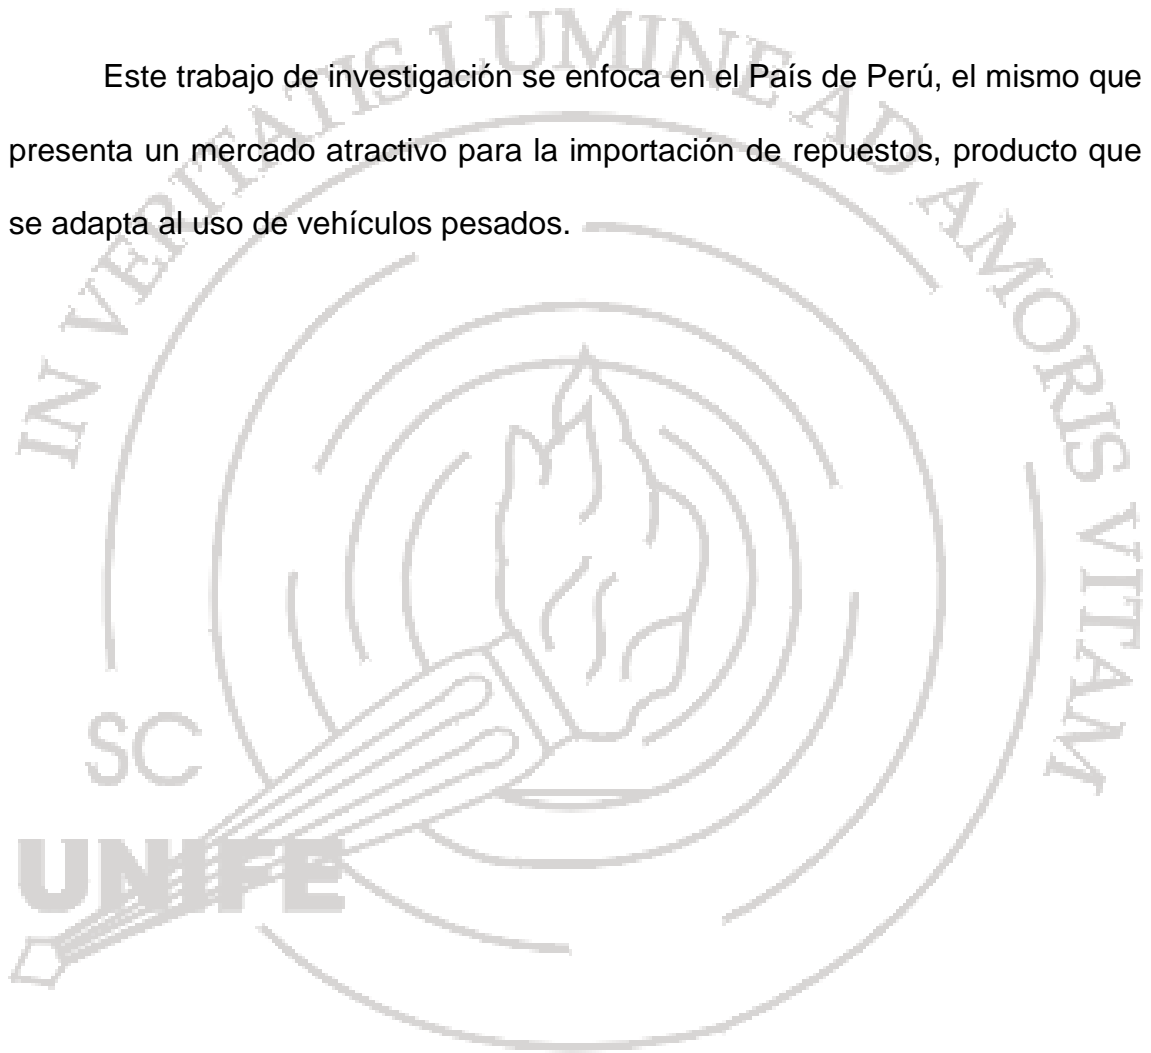 Este trabajo de investigación se enfoca en el País de Perú, el mismo que
presenta un mercado atractivo para la importación de repuestos, producto que
se adapta al uso de vehículos pesados.
IN VERITATIS LUMINE AD AMORIS VITAM
SC
UNIFE